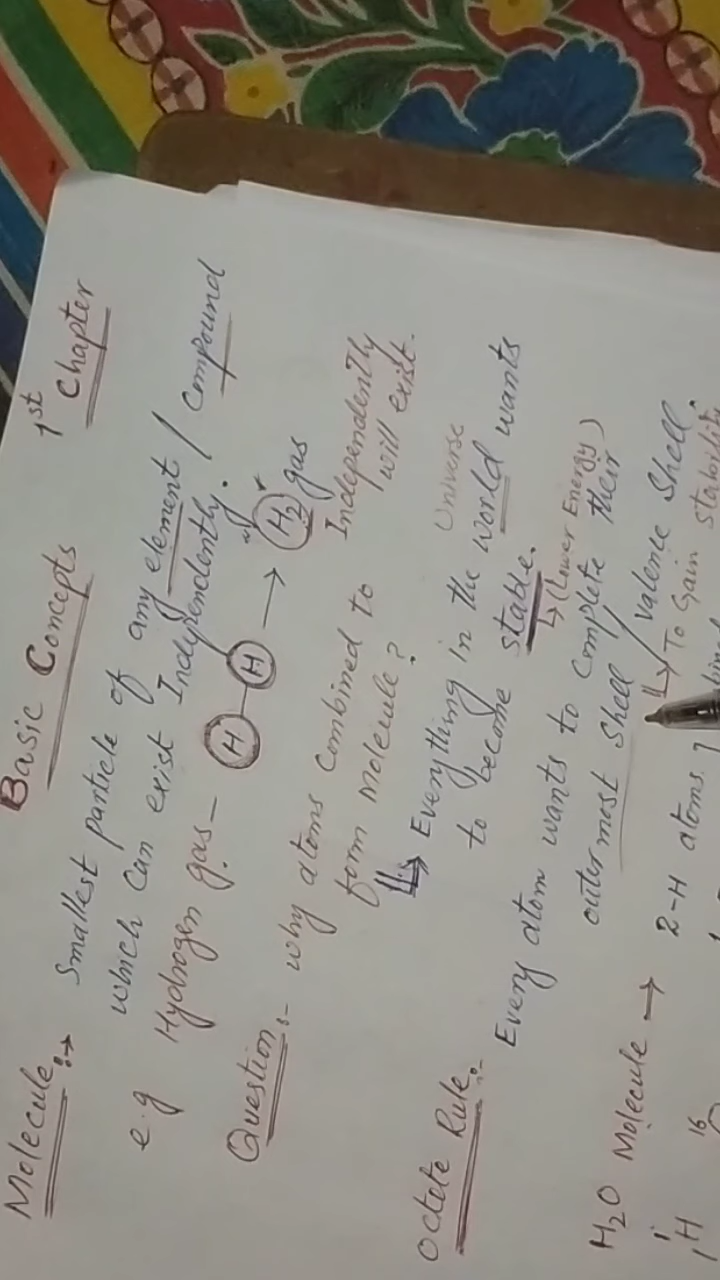 Basic Concepts 1st Chapter
Molecule :→ Smallest particle of any element / compound
which can exist Independently.
e.g Hydrogen gas - H - H → H2 gas
Independently
will exist.
Question :- why atoms combined to
form molecule?
Universe
Everything in the world wants
to become stable.
(Lower Energy)
Octete Rule :- Every atom wants to complete their
outermost shell / valence shell
To Gain stability
H2O Molecule → 2-H atoms.
1 1 H 16